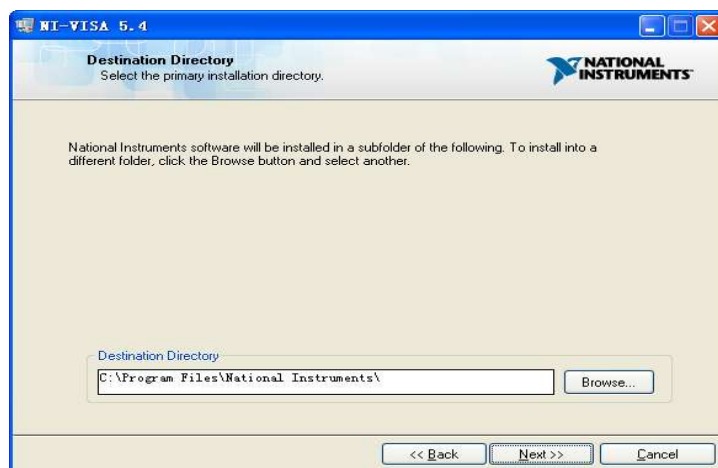 NI-VISA 5.4
Destination Directory
Select the primary installation directory.
NATIONAL
INSTRUMENTS™
National Instruments software will be installed in a subfolder of the following. To install into a
different folder, click the Browse button and select another.
Destination Directory
C:\Program Files\National Instruments\
Browse...
<< Back
Next >>
Cancel